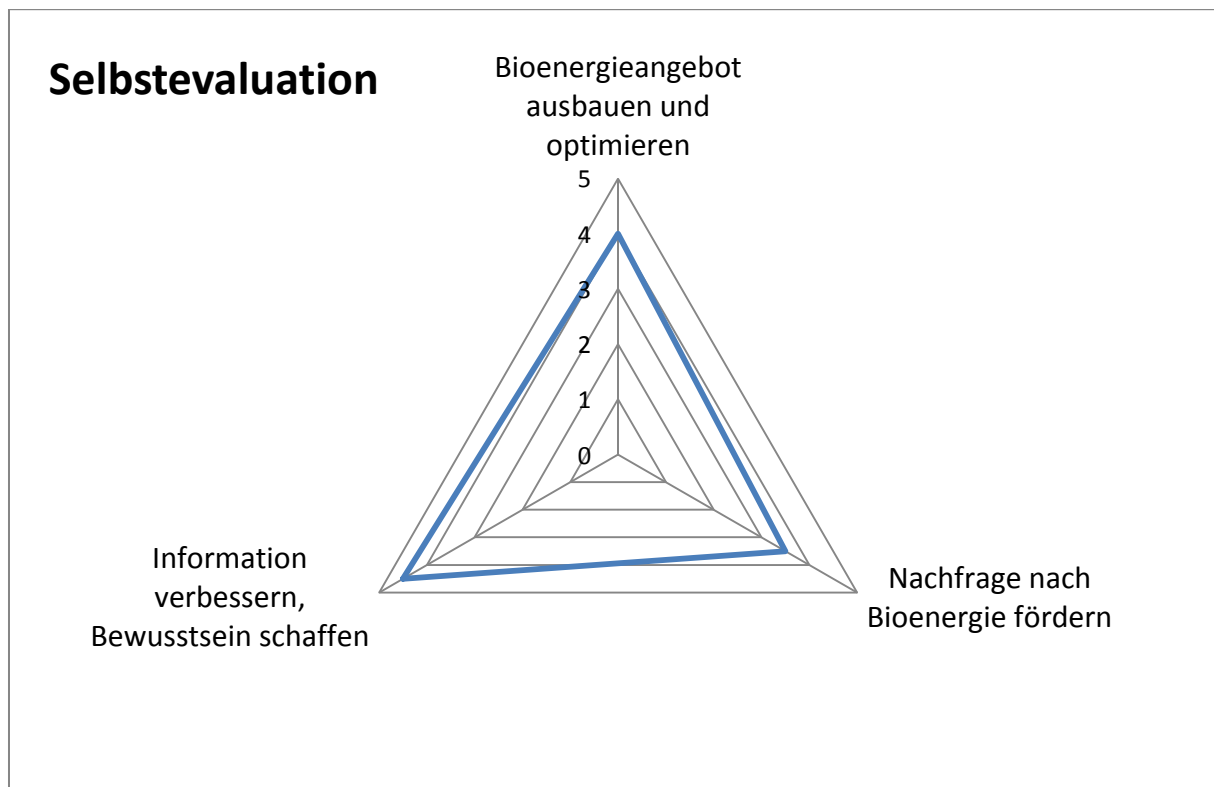 Selbstevaluation
Bioenergieangebot
ausbauen und
optimieren
5
4
3
2
1
0
Information
verbessern,
Bewusstsein schaffen
Nachfrage nach
Bioenergie fördern